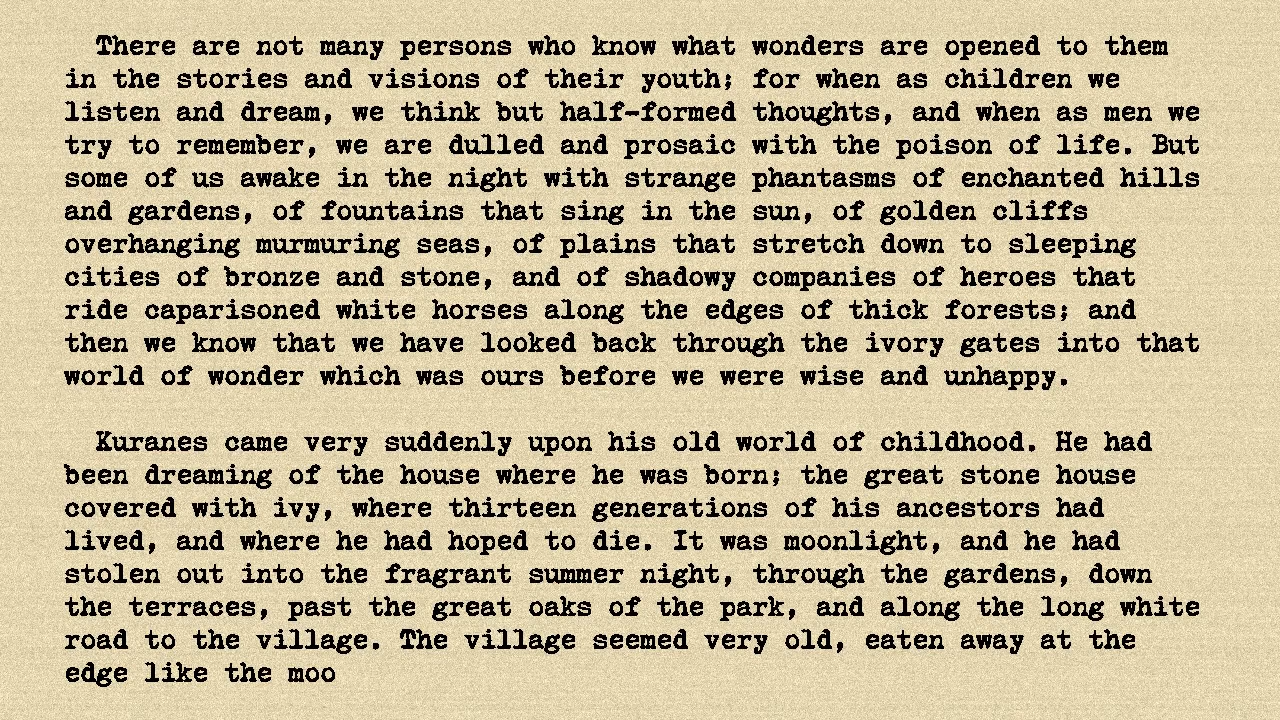 There are not many persons who know what wonders are opened to them
in the stories and visions of their youth; for when as children we
listen and dream, we think but half-formed thoughts, and when as men we
try to remember, we are dulled and prosaic with the poison of life. But
some of us awake in the night with strange phantasms of enchanted hills
and gardens, of fountains that sing in the sun, of golden cliffs
overhanging murmuring seas, of plains that stretch down to sleeping
cities of bronze and stone, and of shadowy companies of heroes that
ride caparisoned white horses along the edges of thick forests; and
then we know that we have looked back through the ivory gates into that
world of wonder which was ours before we were wise and unhappy.

Kuranes came very suddenly upon his old world of childhood. He had
been dreaming of the house where he was born; the great stone house
covered with ivy, where thirteen generations of his ancestors had
lived, and where he had hoped to die. It was moonlight, and he had
stolen out into the fragrant summer night, through the gardens, down
the terraces, past the great oaks of the park, and along the long white
road to the village. The village seemed very old, eaten away at the
edge like the moo